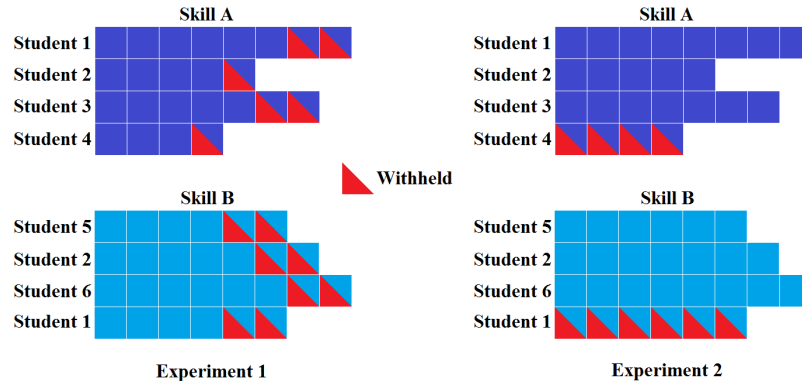 Skill A
Student 1
Student 2
Student 3
Student 4
Skill A
Student 1
Student 2
Student 3
Student 4
Withheld
Skill B
Student 5
Student 2
Student 6
Student 1
Experiment 1
Skill B
Student 5
Student 2
Student 6
Student 1
Experiment 2